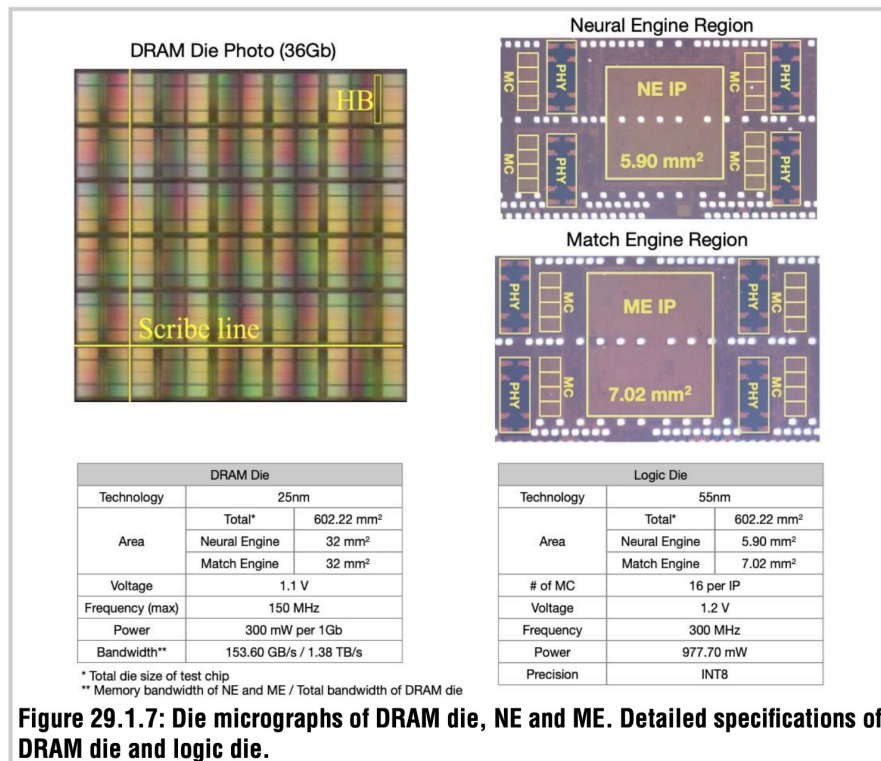 DRAM Die Photo (36Gb)
HB
Scribe line
Neural Engine Region
MC
PHY
NE IP
MC
PHY
MC
PHY
5.90 mm²
MC
PHY
Match Engine Region
PHY
MC
ME IP
PHY
MC
PHY
MC
7.02 mm²
PHY
MC
DRAM Die
Technology 25nm
Area Total* 602.22 mm²
Neural Engine 32 mm²
Match Engine 32 mm²
Voltage 1.1 V
Frequency (max) 150 MHz
Power 300 mW per 1Gb
Bandwidth** 153.60 GB/s / 1.38 TB/s
* Total die size of test chip
** Memory bandwidth of NE and ME / Total bandwidth of DRAM die
Logic Die
Technology 55nm
Area Total* 602.22 mm²
Neural Engine 5.90 mm²
Match Engine 7.02 mm²
# of MC 16 per IP
Voltage 1.2 V
Frequency 300 MHz
Power 977.70 mW
Precision INT8
Figure 29.1.7: Die micrographs of DRAM die, NE and ME. Detailed specifications of
DRAM die and logic die.